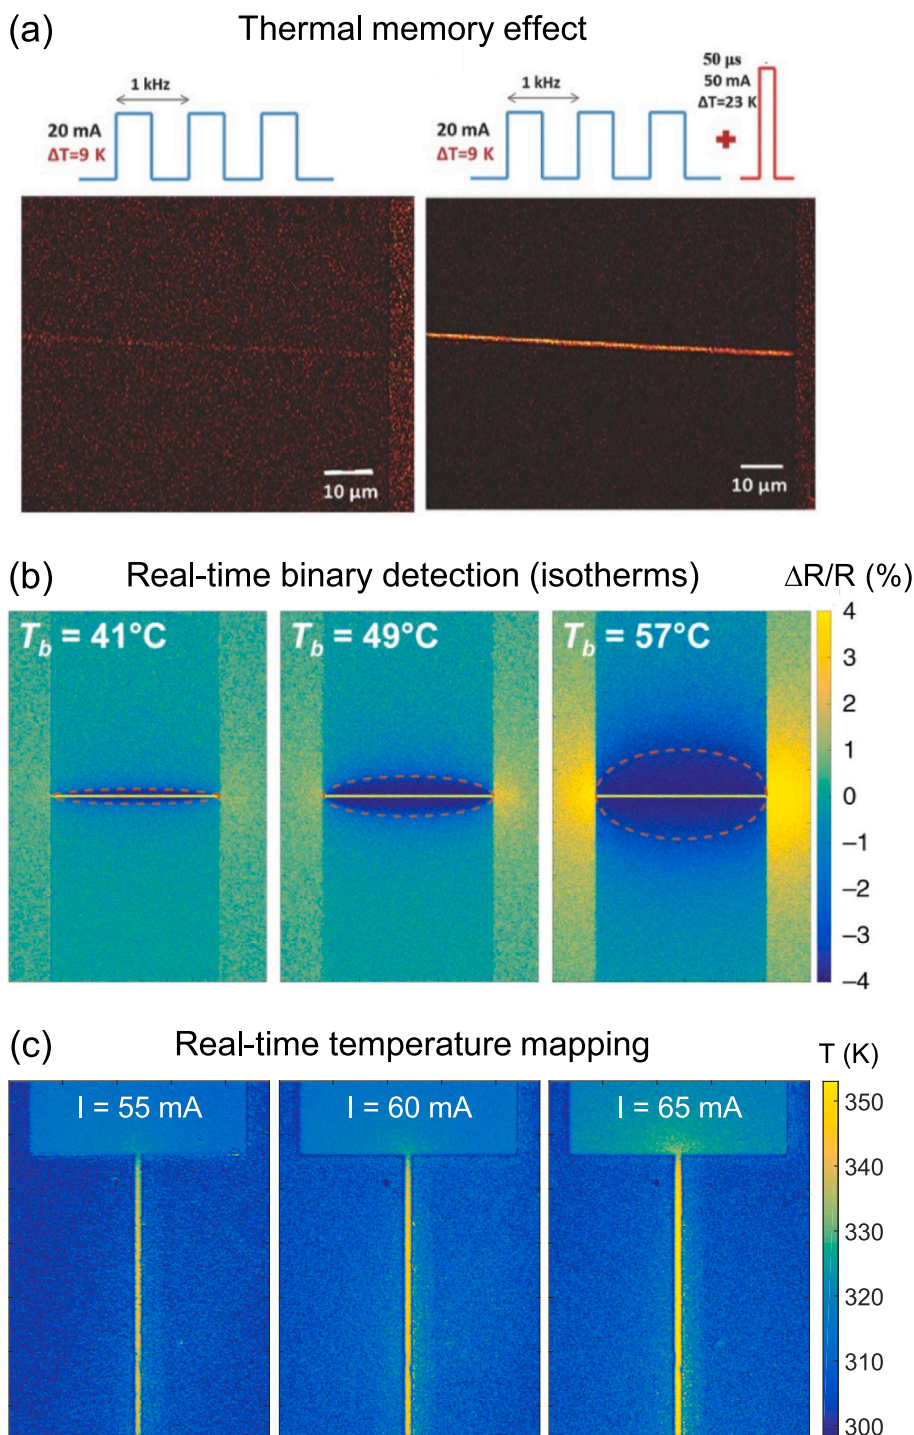 (a) Thermal memory effect
1 kHz
20 mA
ΔT=9 K
10 μm
50 μs
50 mA
ΔT=23 K
1 kHz
20 mA
ΔT=9 K
+
10 μm
(b) Real-time binary detection (isotherms) ΔR/R (%)
T_b = 41°C
T_b = 49°C
T_b = 57°C
4
3
2
1
0
−1
−2
−3
−4
(c) Real-time temperature mapping T (K)
I = 55 mA
I = 60 mA
I = 65 mA
350
340
330
320
310
300